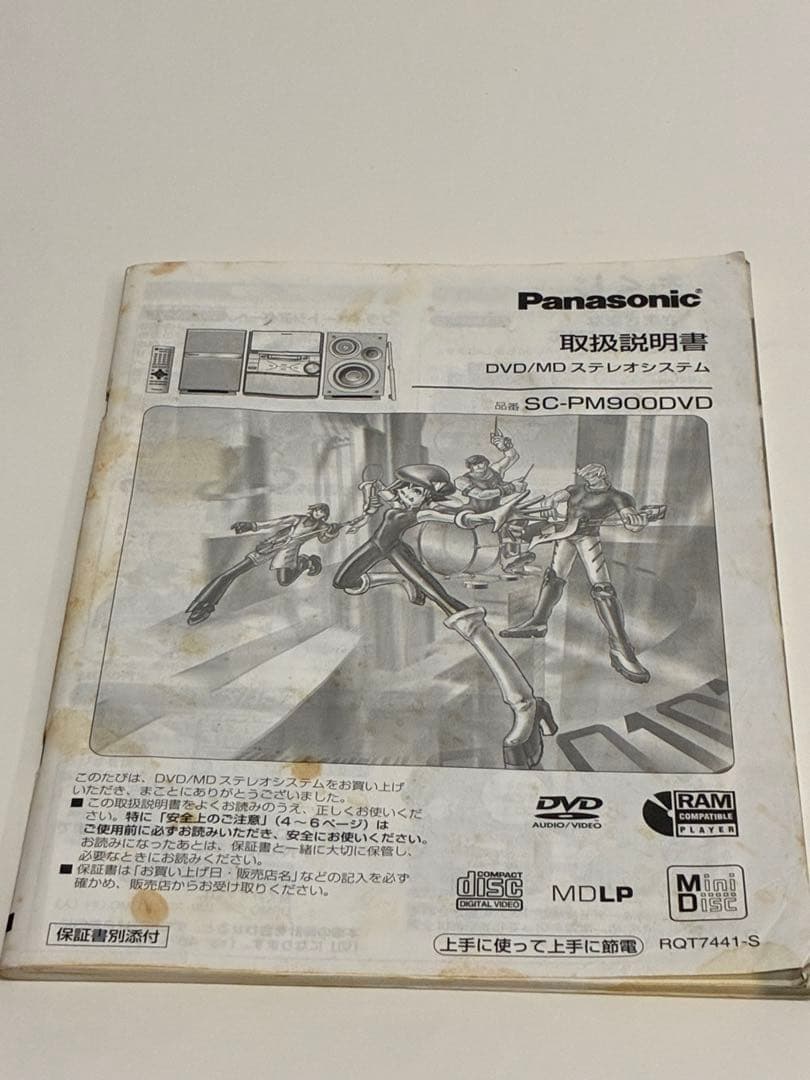 Panasonic®
取扱説明書
DVD/MD ステレオシステム
品番 SC-PM900DVD
このたびは、DVD/MD ステレオシステムをお買い上げ
いただき、まことにありがとうございました。
■ この取扱説明書をよくお読みのうえ、正しくお使いくだ
さい。特に「安全上のご注意」(4～6ページ)は
ご使用前に必ずお読みいただき、安全にお使いください。
お読みになったあとは、保証書と一緒に大切に保管し、
必要なときにお読みください。
■ 保証書は「お買い上げ日・販売店名」などの記入を必ず
確かめ、販売店からお受け取りください。
保証書別添付
DVD
AUDIO/VIDEO
RAM
COMPATIBLE
PLAYER
COMPACT
disc
DIGITAL VIDEO
MDLP
Mini
Disc
上手に使って上手に節電
RQT7441-S